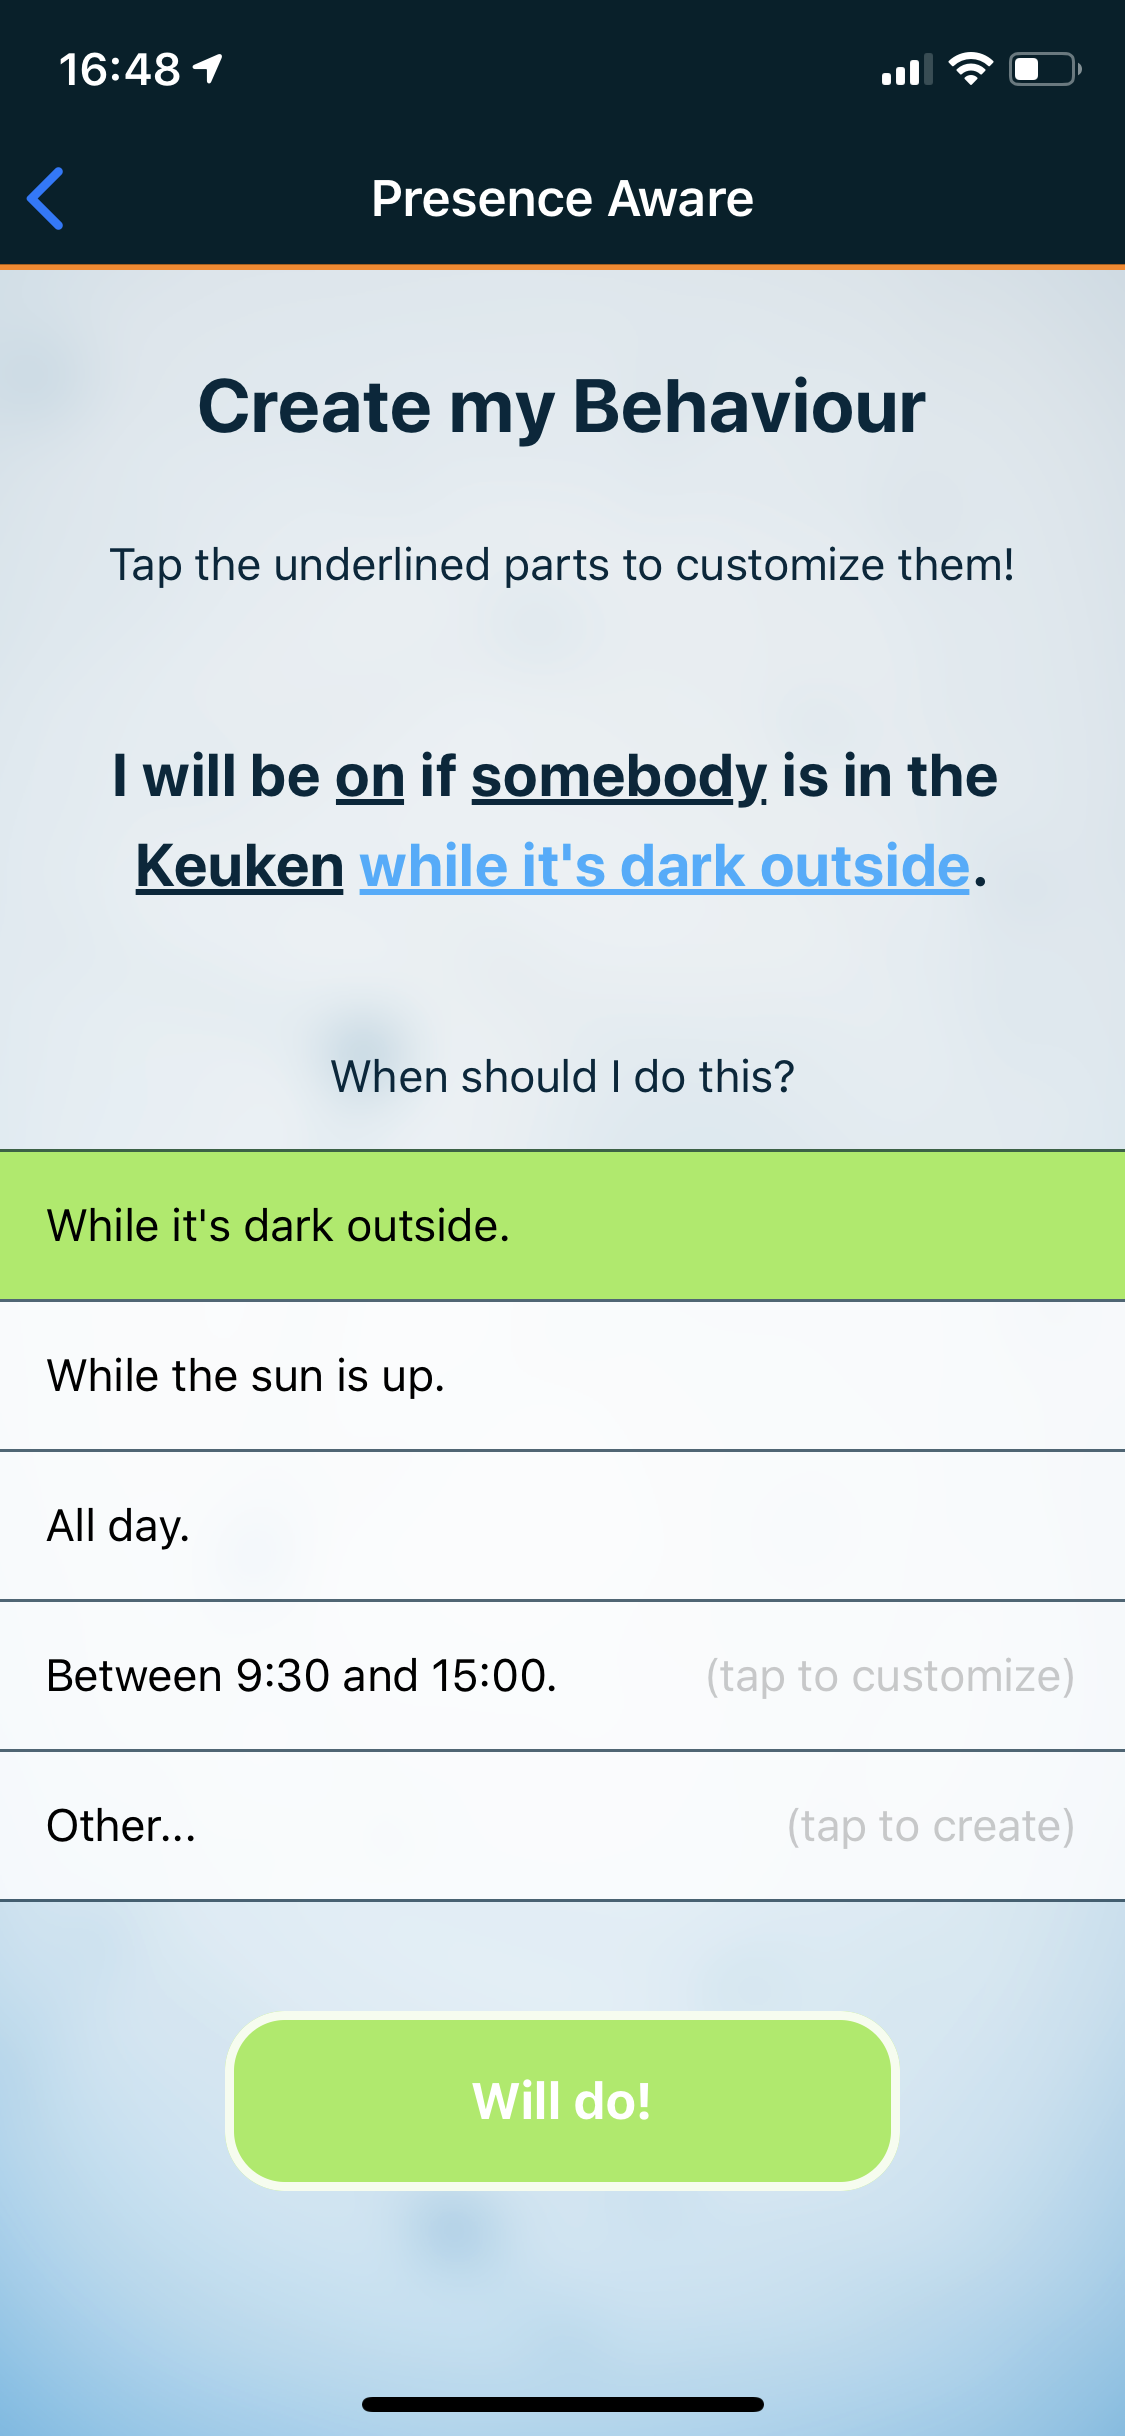 16:48
Presence Aware
Create my Behaviour
Tap the underlined parts to customize them!
I will be on if somebody is in the
Keuken while it's dark outside.
When should I do this?
While it's dark outside.
While the sun is up.
All day.
Between 9:30 and 15:00. (tap to customize)
Other... (tap to create)
Will do!